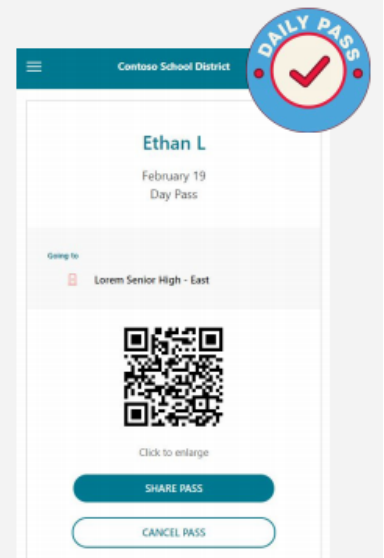 DAILY PASS
Contoso School District
Ethan L
February 19
Day Pass
Going to
Lorem Senior High - East
Click to enlarge
SHARE PASS
CANCEL PASS